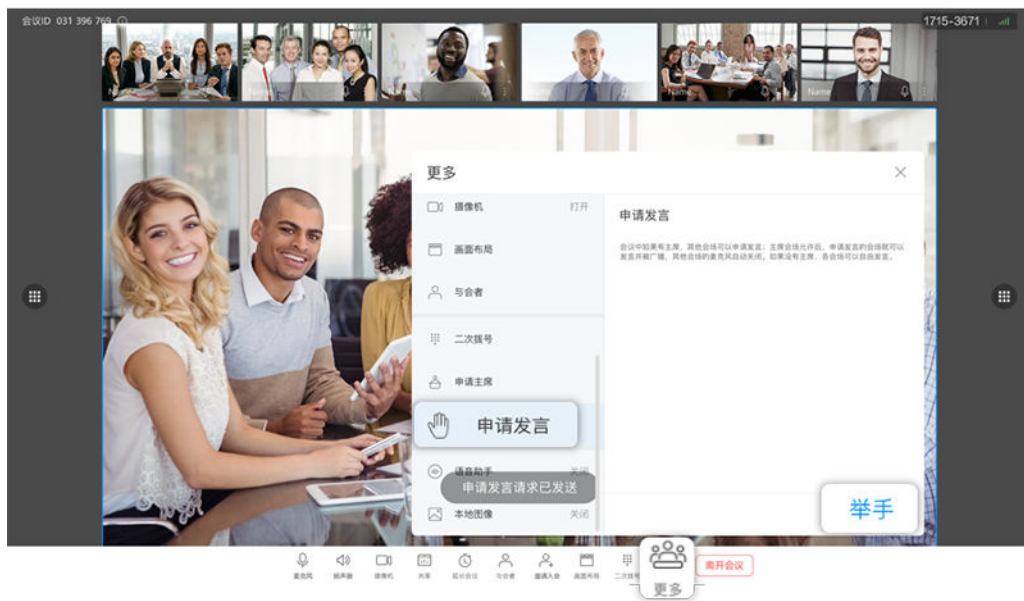 会议ID 031 396 769
1715-3671
Name
Name
Name
Name
Name
更多
摄像机 打开
画面布局
与会者
二次拨号
申请主席
申请发言
语音助手 关闭
申请发言请求已发送
本地图像 关闭
申请发言
会议中如果有主席，其他会场可以申请发言；主席会场允许后，申请发言的会场就可以
发言并被广播，其他会场的麦克风自动关闭。如果没有主席，各会场可以自由发言。
举手
麦克风 扬声器 摄像机 共享 延长会议 与会者 邀请入会 画面布局 二次拨号 更多 离开会议